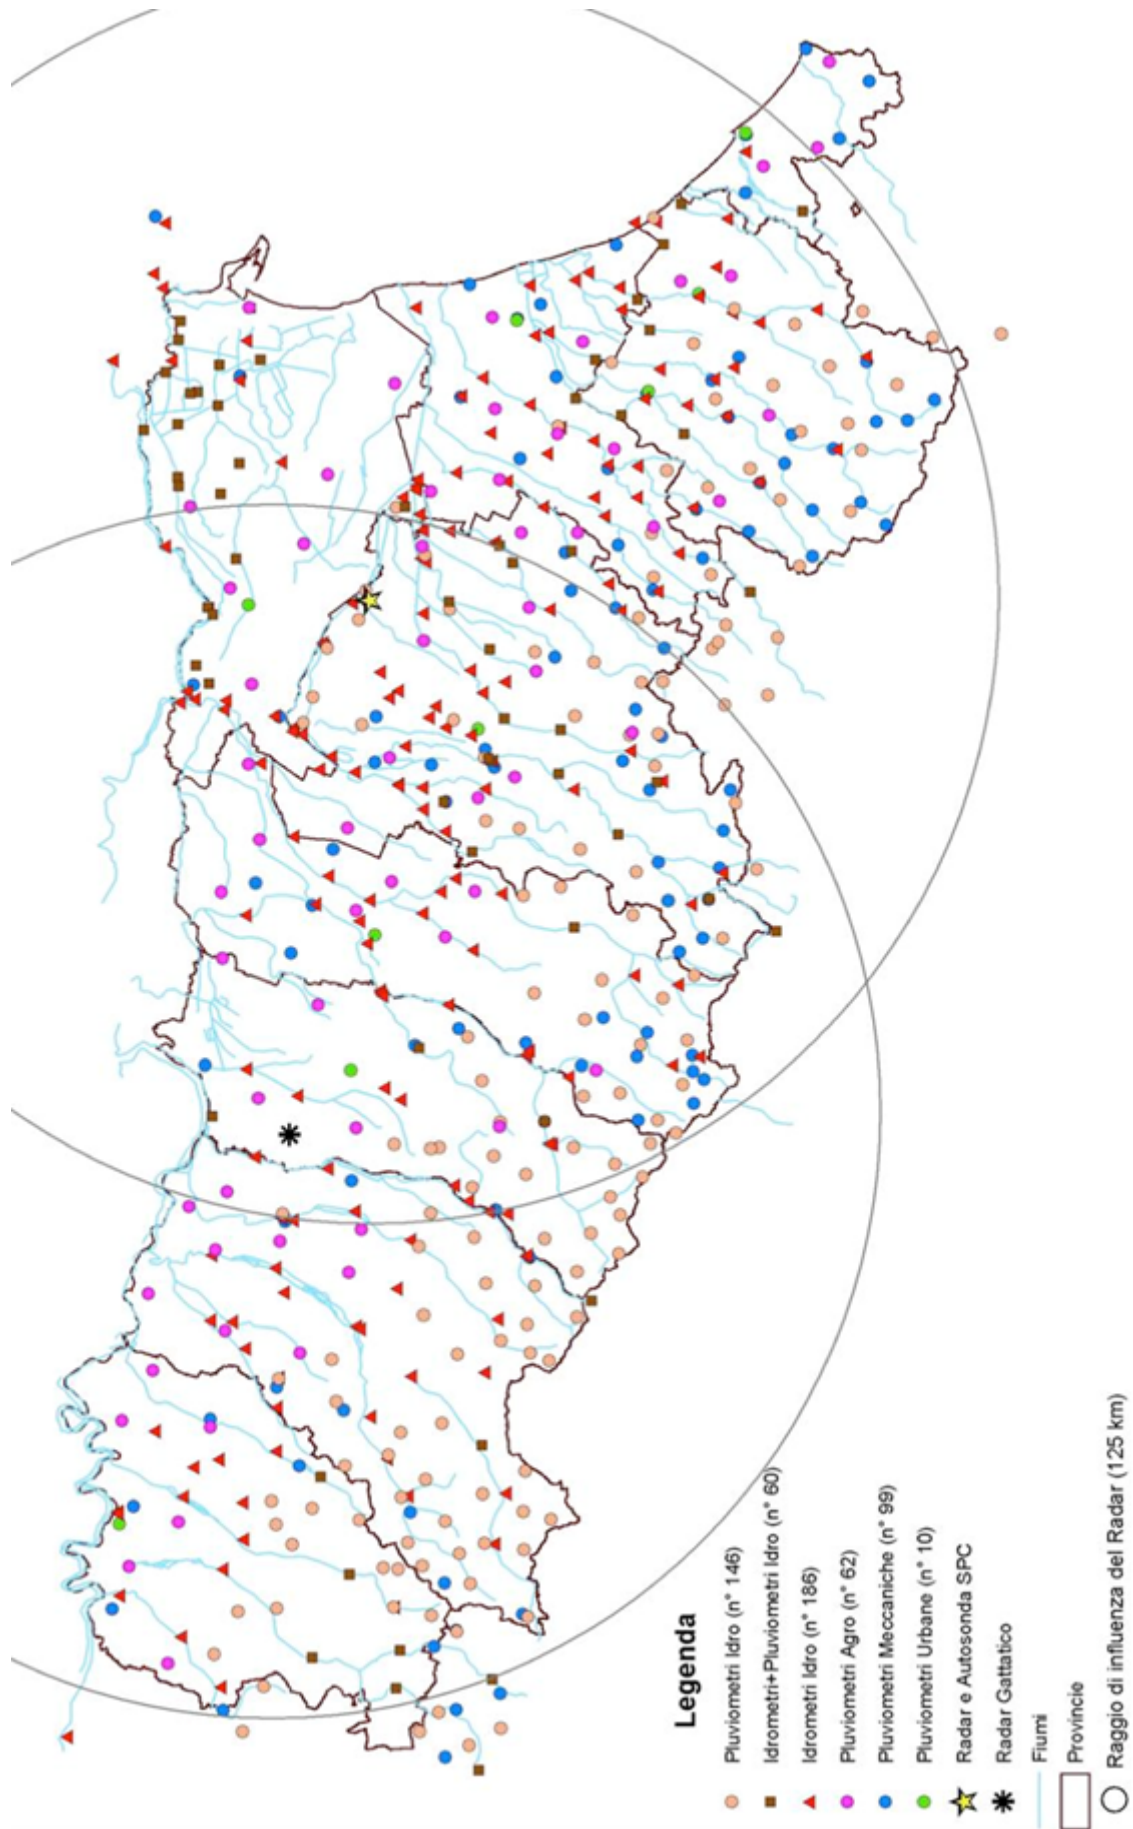 Legenda
Pluviometri Idro (n° 146)
Idrometri+Pluviometri Idro (n° 60)
Idrometri Idro (n° 186)
Pluviometri Agro (n° 62)
Pluviometri Meccaniche (n° 99)
Pluviometri Urbane (n° 10)
Radar e Autosonda SPC
Radar Gattatico
Fiumi
Provincie
Raggio di influenza del Radar (125 km)